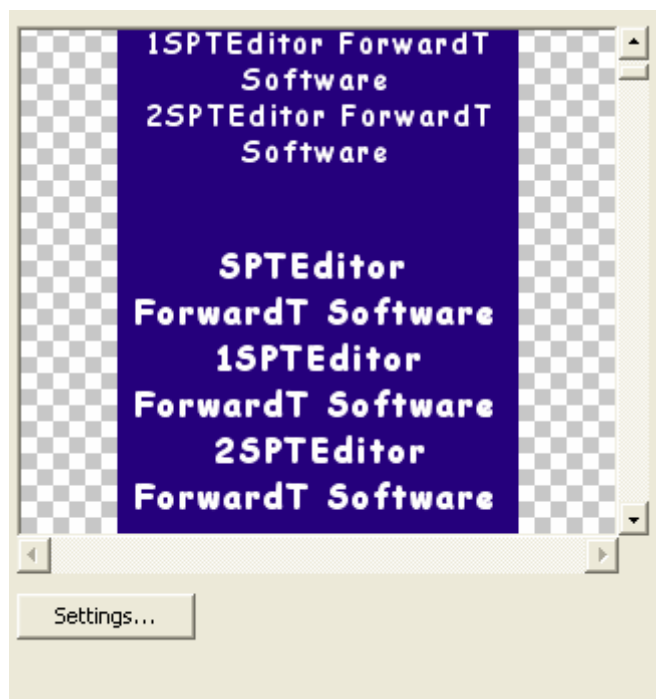 1SPTEditor ForwardT
Software
2SPTEditor ForwardT
Software
SPTEditor
ForwardT Software
1SPTEditor
ForwardT Software
2SPTEditor
ForwardT Software
Settings...